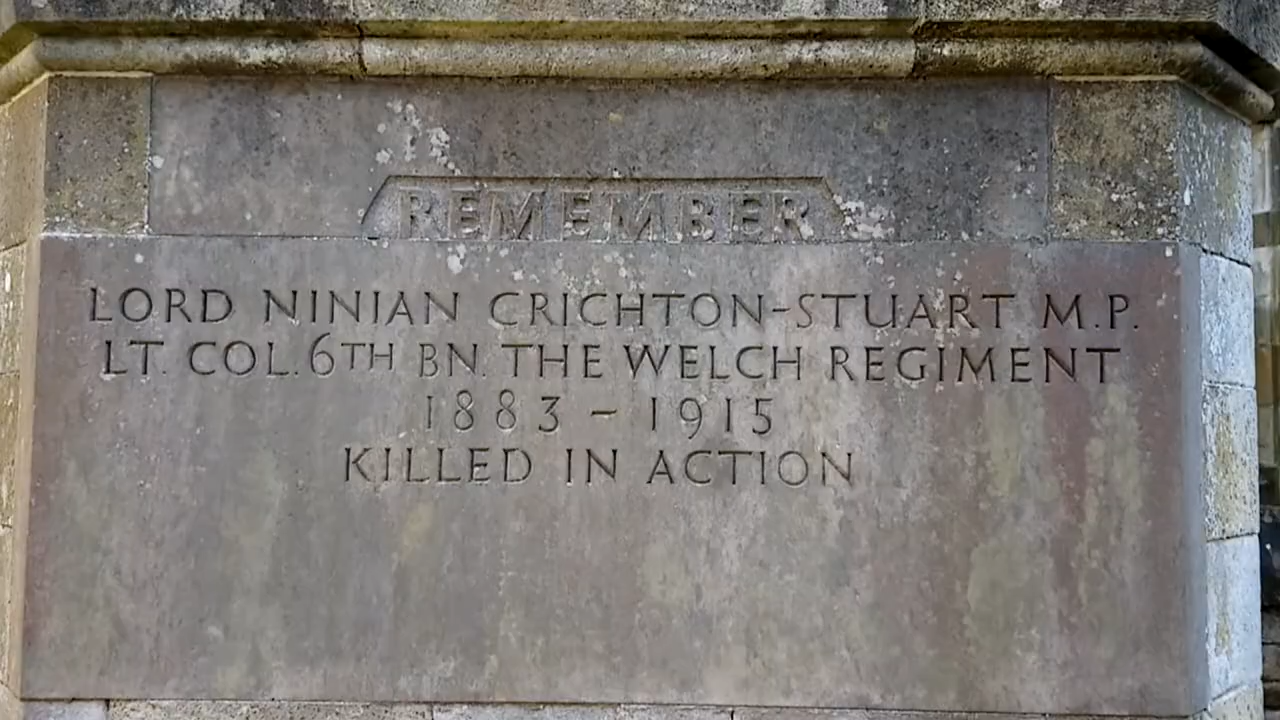 REMEMBER
LORD NINIAN CRICHTON-STUART M.P.
LT. COL. 6TH BN. THE WELCH REGIMENT
1883 – 1915
KILLED IN ACTION